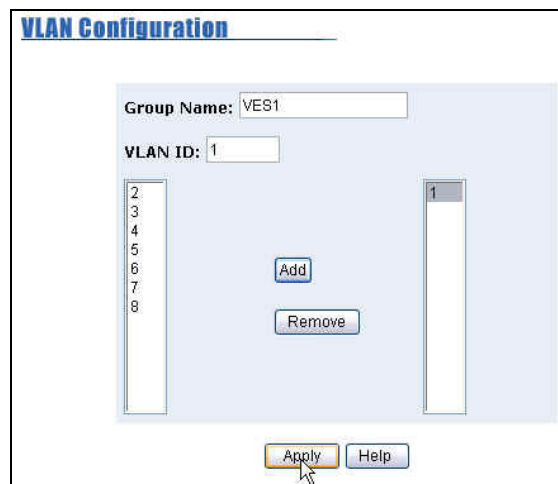 VLAN Configuration
Group Name: VES1
VLAN ID: 1
2
3
4
5
6
7
8
Add
Remove
1
Apply
Help